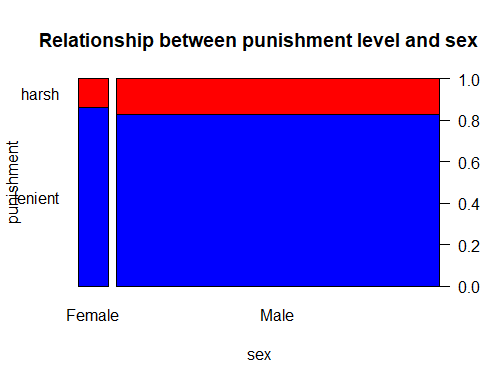 Relationship between punishment level and sex
harsh
lenient
punishment
1.0
0.8
0.6
0.4
0.2
0.0
Female
Male
sex